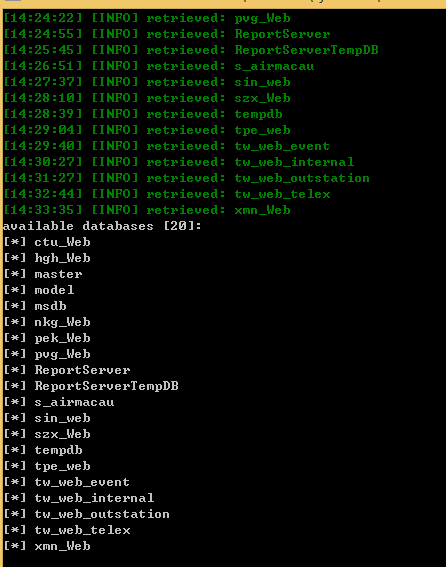 [14:24:22] [INFO] retrieved: pvg_Web
[14:24:55] [INFO] retrieved: ReportServer
[14:25:45] [INFO] retrieved: ReportServerTempDB
[14:26:51] [INFO] retrieved: s_airmacau
[14:27:37] [INFO] retrieved: sin_web
[14:28:10] [INFO] retrieved: szx_Web
[14:28:39] [INFO] retrieved: tempdb
[14:29:04] [INFO] retrieved: tpe_web
[14:29:40] [INFO] retrieved: tw_web_event
[14:30:27] [INFO] retrieved: tw_web_internal
[14:31:27] [INFO] retrieved: tw_web_outstation
[14:32:44] [INFO] retrieved: tw_web_telex
[14:33:35] [INFO] retrieved: xmn_Web
available databases [20]:
[*] ctu_Web
[*] hgh_Web
[*] master
[*] model
[*] msdb
[*] nkg_Web
[*] pek_Web
[*] pvg_Web
[*] ReportServer
[*] ReportServerTempDB
[*] s_airmacau
[*] sin_web
[*] szx_Web
[*] tempdb
[*] tpe_web
[*] tw_web_event
[*] tw_web_internal
[*] tw_web_outstation
[*] tw_web_telex
[*] xmn_Web